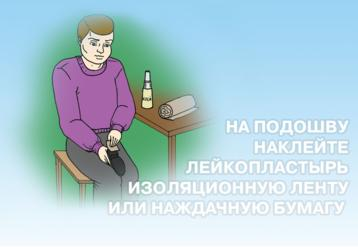 НА ПОДОШВУ
НАКЛЕЙТЕ
ЛЕЙКОПЛАСТЫРЬ
ИЗОЛЯЦИОННУЮ ЛЕНТУ
ИЛИ НАЖДАЧНУЮ БУМАГУ